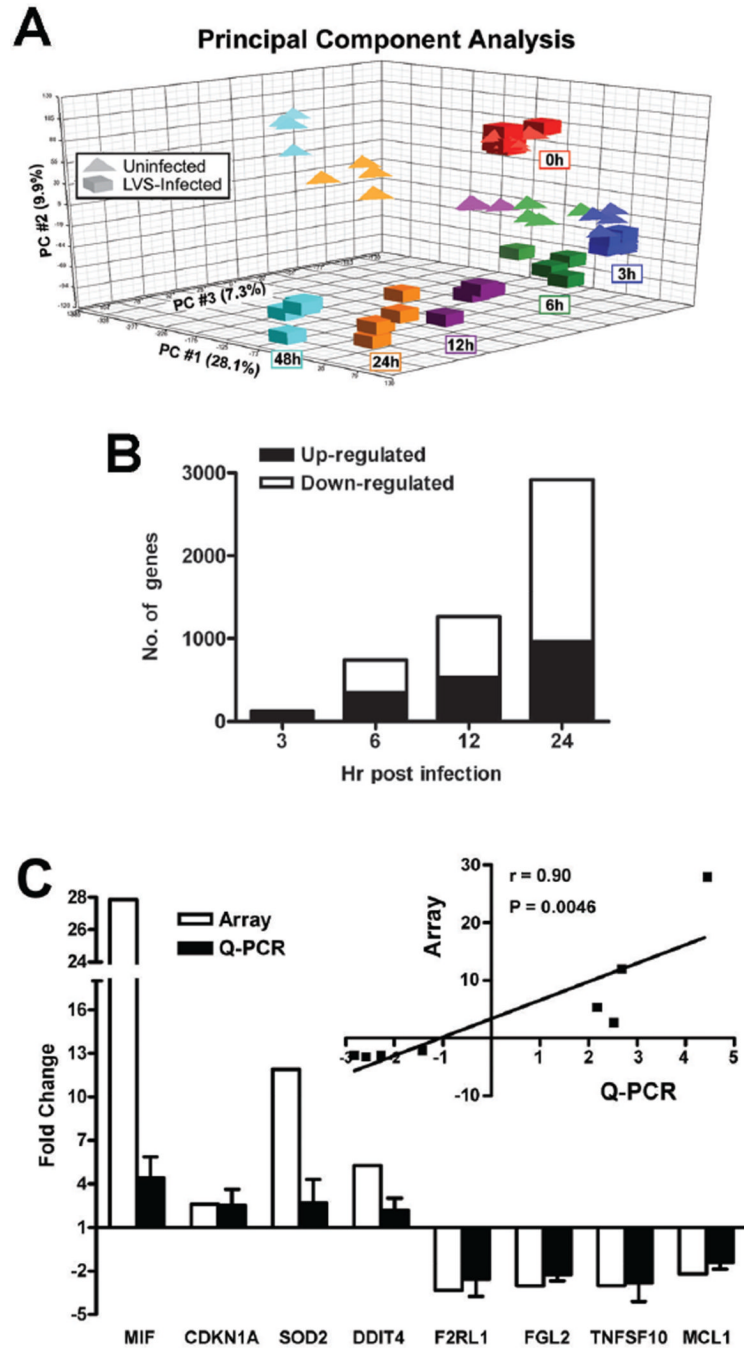 A
Principal Component Analysis
Uninfected
LVS-Infected
0h
3h
6h
12h
24h
48h
PC #2 (9.9%)
PC #3 (7.3%)
PC #1 (28.1%)
B
Up-regulated
Down-regulated
No. of genes
3000
2000
1000
0
3 6 12 24
Hr post infection
C
Array
Q-PCR
Fold Change
28
26
24
16
13
10
7
4
1
-2
-5
MIF CDKN1A SOD2 DDIT4 F2RL1 FGL2 TNFSF10 MCL1
r = 0.90
P = 0.0046
Array
30
20
10
-10
-3 -2 -1 1 2 3 4 5
Q-PCR